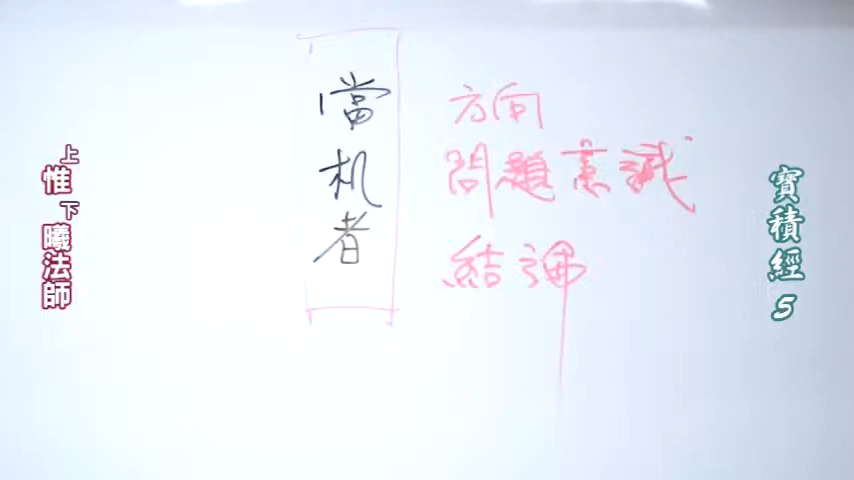 上惟下曦法師
當机者
方向
問題意識
結論
寶積經 5